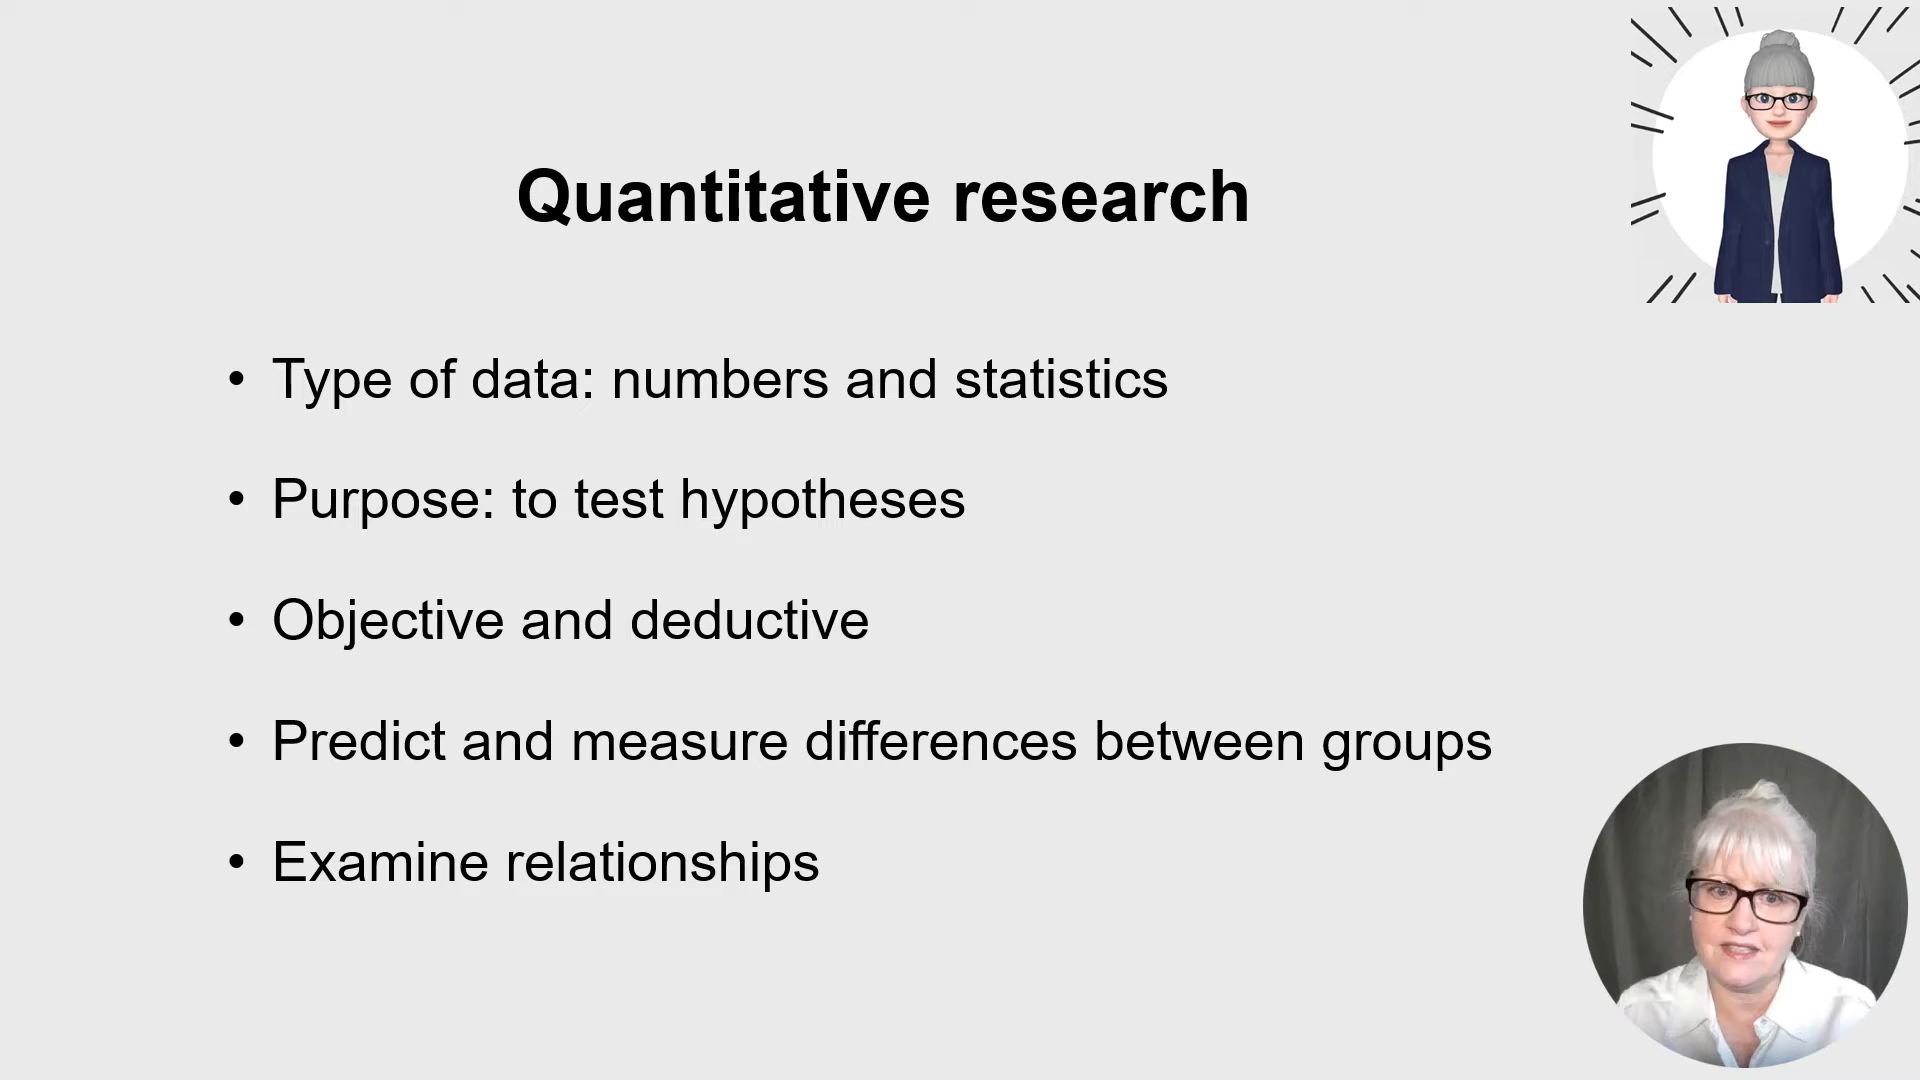 Quantitative research
• Type of data: numbers and statistics
• Purpose: to test hypotheses
• Objective and deductive
• Predict and measure differences between groups
• Examine relationships